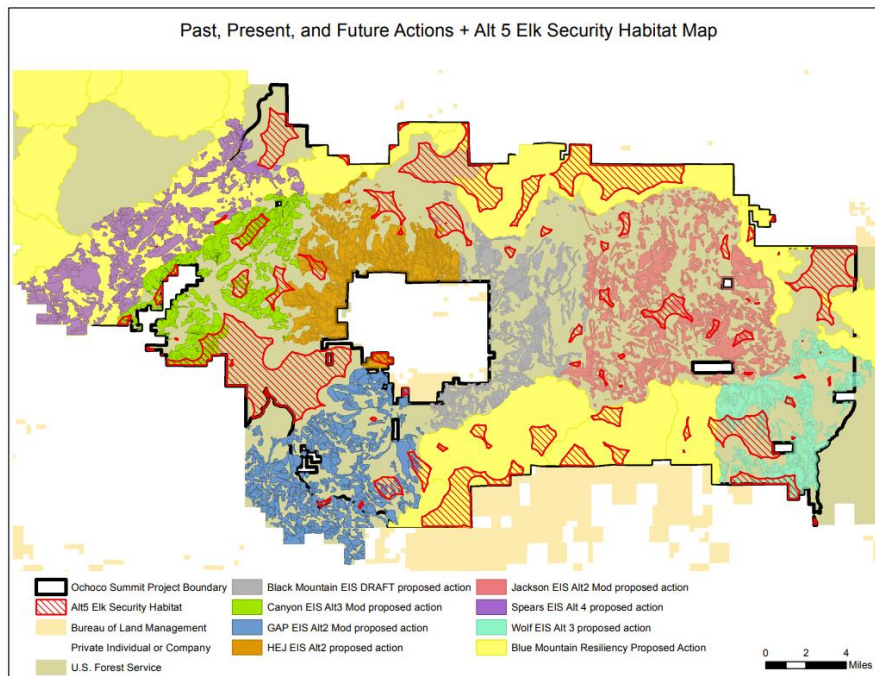 Past, Present, and Future Actions + Alt 5 Elk Security Habitat Map
Ochoco Summit Project Boundary
Alt5 Elk Security Habitat
Bureau of Land Management
Private Individual or Company
U.S. Forest Service
Black Mountain EIS DRAFT proposed action
Canyon EIS Alt3 Mod proposed action
GAP EIS Alt2 Mod proposed action
HEJ EIS Alt2 proposed action
Jackson EIS Alt2 Mod proposed action
Spears EIS Alt 4 proposed action
Wolf EIS Alt 3 proposed action
Blue Mountain Resiliency Proposed Action
0 2 4
Miles